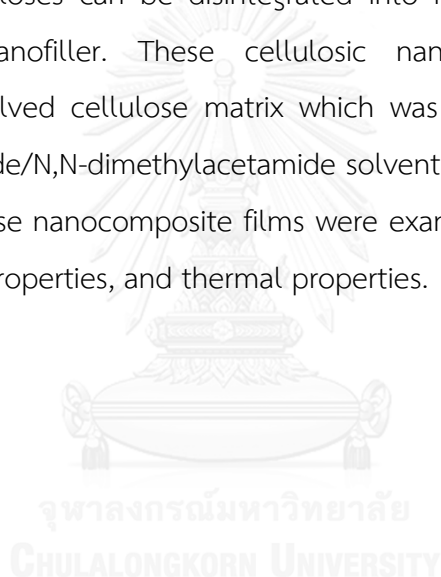 oses can be disintegrated into
anofiller. These cellulosic nan
lved cellulose matrix which was
de/N,N-dimethylacetamide solvent
se nanocomposite films were exam
roperties, and thermal properties.
จุฬาลงกรณ์มหาวิทยาลัย
CHULALONGKORN UNIVERSITY